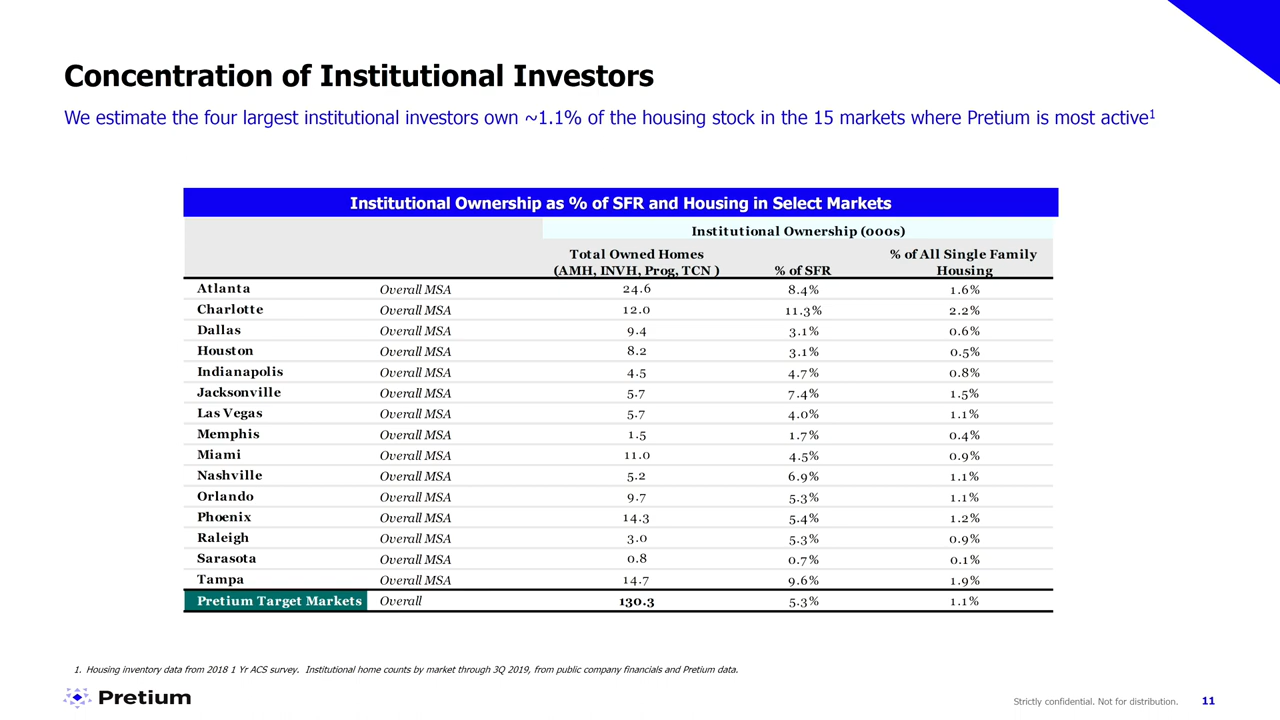 Concentration of Institutional Investors
We estimate the four largest institutional investors own ~1.1% of the housing stock in the 15 markets where Pretium is most active1
Institutional Ownership as % of SFR and Housing in Select Markets
Institutional Ownership (000s)
Total Owned Homes (AMH, INVH, Prog, TCN ) % of SFR % of All Single Family Housing
Atlanta Overall MSA 24.6 8.4% 1.6%
Charlotte Overall MSA 12.0 11.3% 2.2%
Dallas Overall MSA 9.4 3.1% 0.6%
Houston Overall MSA 8.2 3.1% 0.5%
Indianapolis Overall MSA 4.5 4.7% 0.8%
Jacksonville Overall MSA 5.7 7.4% 1.5%
Las Vegas Overall MSA 5.7 4.0% 1.1%
Memphis Overall MSA 1.5 1.7% 0.4%
Miami Overall MSA 11.0 4.5% 0.9%
Nashville Overall MSA 5.2 6.9% 1.1%
Orlando Overall MSA 9.7 5.3% 1.1%
Phoenix Overall MSA 14.3 5.4% 1.2%
Raleigh Overall MSA 3.0 5.3% 0.9%
Sarasota Overall MSA 0.8 0.7% 0.1%
Tampa Overall MSA 14.7 9.6% 1.9%
Pretium Target Markets Overall 130.3 5.3% 1.1%
1. Housing inventory data from 2018 1 Yr ACS survey. Institutional home counts by market through 3Q 2019, from public company financials and Pretium data.
Pretium
Strictly confidential. Not for distribution. 11